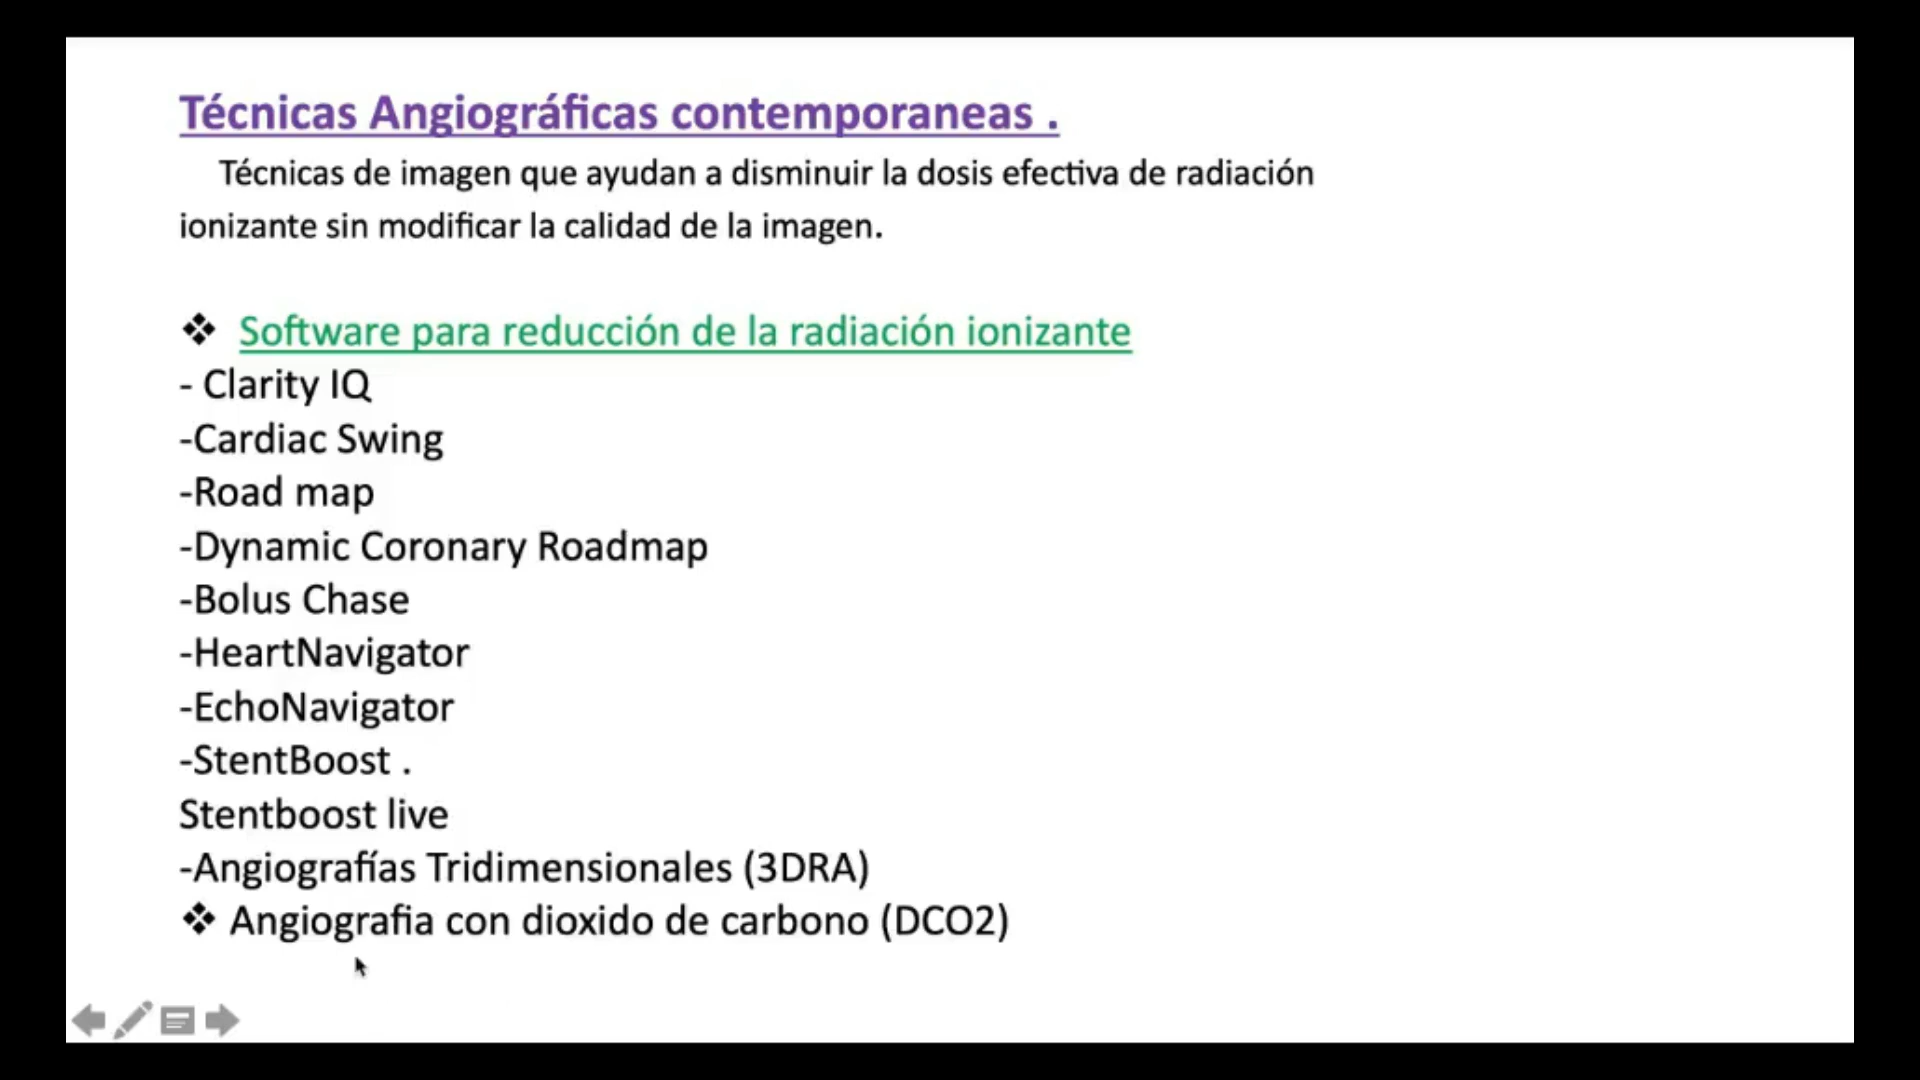 Técnicas Angiográficas contemporaneas .
Técnicas de imagen que ayudan a disminuir la dosis efectiva de radiación
ionizante sin modificar la calidad de la imagen.
❖ Software para reducción de la radiación ionizante
- Clarity IQ
-Cardiac Swing
-Road map
-Dynamic Coronary Roadmap
-Bolus Chase
-HeartNavigator
-EchoNavigator
-StentBoost .
Stentboost live
-Angiografías Tridimensionales (3DRA)
❖ Angiografia con dioxido de carbono (DCO2)